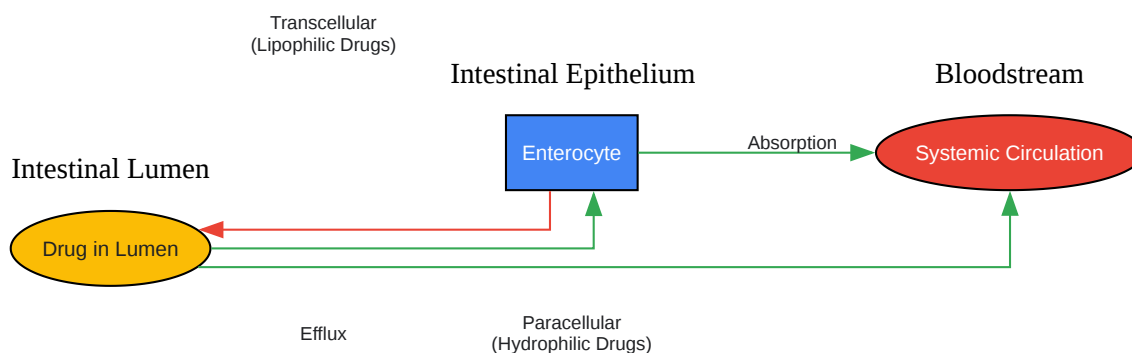 Transcellular
(Lipophilic Drugs)
Intestinal Epithelium
Bloodstream
Enterocyte
Absorption
Systemic Circulation
Intestinal Lumen
Drug in Lumen
Efflux
Paracellular
(Hydrophilic Drugs)